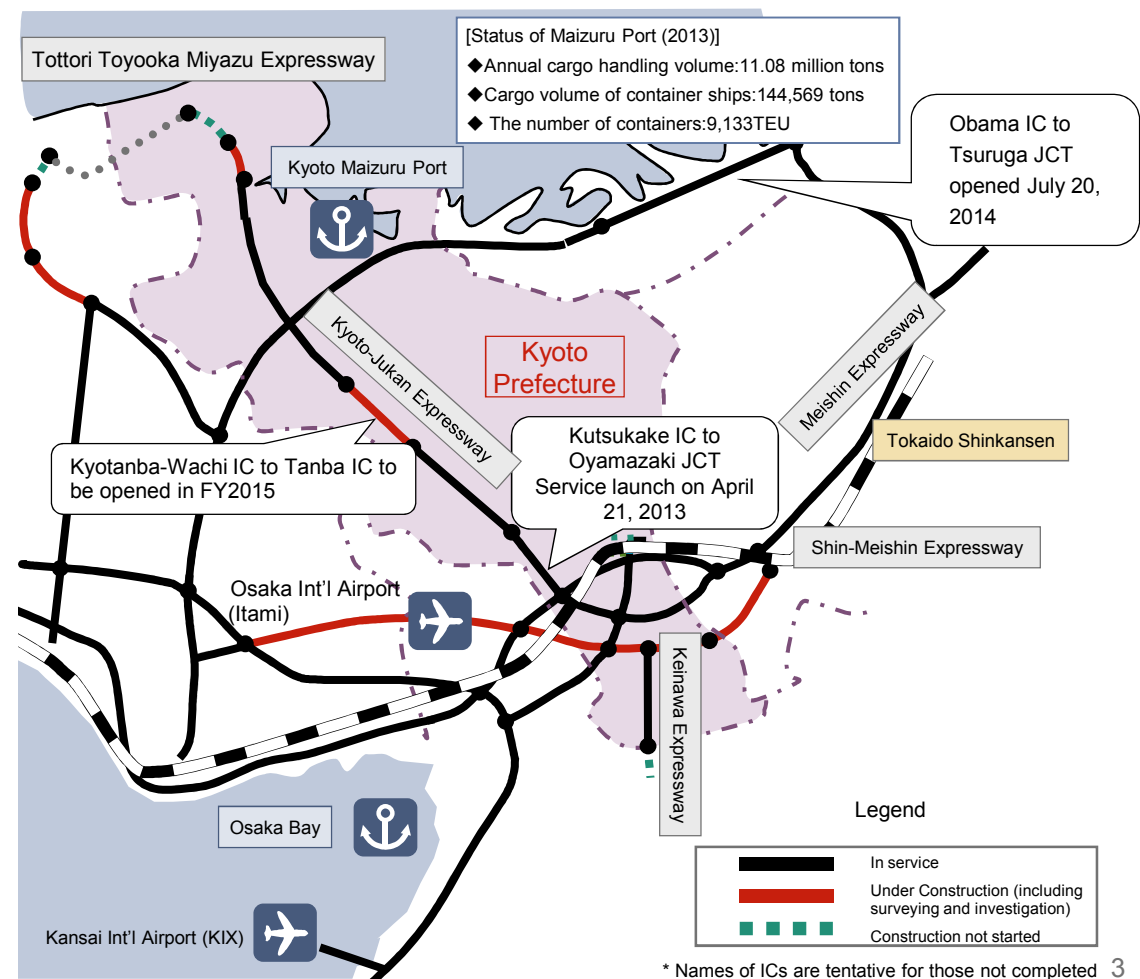 Tottori Toyooka Miyazu Expressway
[Status of Maizuru Port (2013)]
◆Annual cargo handling volume:11.08 million tons
◆Cargo volume of container ships:144,569 tons
◆ The number of containers:9,133TEU
Obama IC to
Tsuruga JCT
opened July 20,
2014
Kyoto Maizuru Port
Kyoto-Jukan Expressway
Kyoto
Prefecture
Meishin Expressway
Tokaido Shinkansen
Kyotanba-Wachi IC to Tanba IC to
be opened in FY2015
Kutsukake IC to
Oyamazaki JCT
Service launch on April
21, 2013
Shin-Meishin Expressway
Osaka Int'l Airport
(Itami)
Keinawa Expressway
Osaka Bay
Kansai Int'l Airport (KIX)
Legend
In service
Under Construction (including
surveying and investigation)
Construction not started
* Names of ICs are tentative for those not completed
3